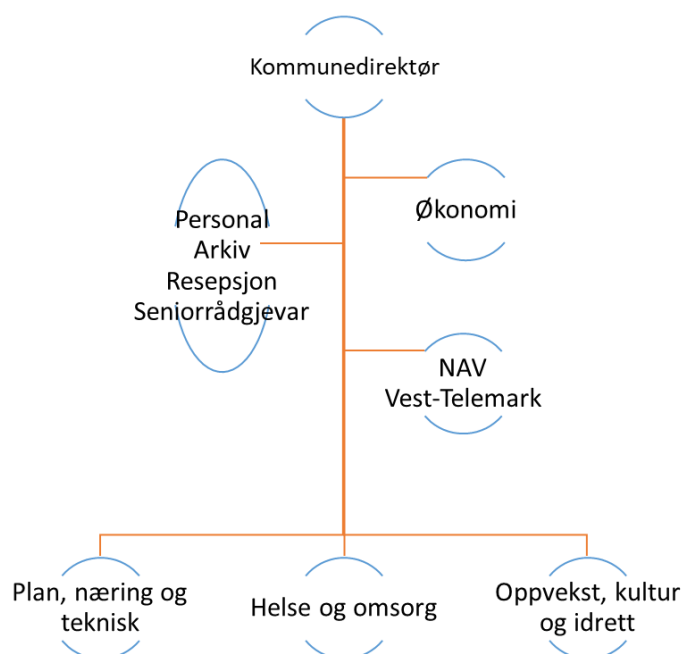 Kommunedirektør
Økonomi
Personal
Arkiv
Resepsjon
Seniorrådgjevar
NAV
Vest-Telemark
Plan, næring og
teknisk
Helse og omsorg
Oppvekst, kultur
og idrett